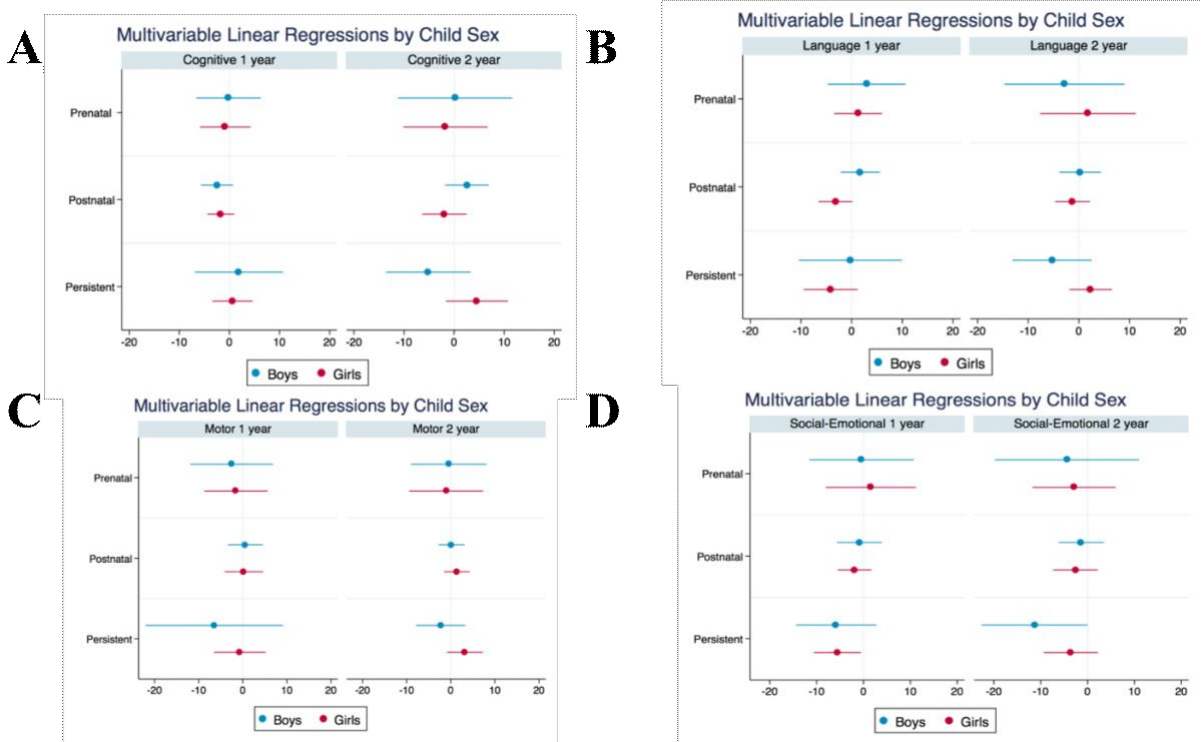 A
Multivariable Linear Regressions by Child Sex
Cognitive 1 year Cognitive 2 year
Prenatal
Postnatal
Persistent
-20 -10 0 10 20 -20 -10 0 10 20
Boys Girls
B
Multivariable Linear Regressions by Child Sex
Language 1 year Language 2 year
Prenatal
Postnatal
Persistent
-20 -10 0 10 20 -20 -10 0 10 20
Boys Girls
C
Multivariable Linear Regressions by Child Sex
Motor 1 year Motor 2 year
Prenatal
Postnatal
Persistent
-20 -10 0 10 20 -20 -10 0 10 20
Boys Girls
D
Multivariable Linear Regressions by Child Sex
Social-Emotional 1 year Social-Emotional 2 year
Prenatal
Postnatal
Persistent
-20 -10 0 10 20 -20 -10 0 10 20
Boys Girls